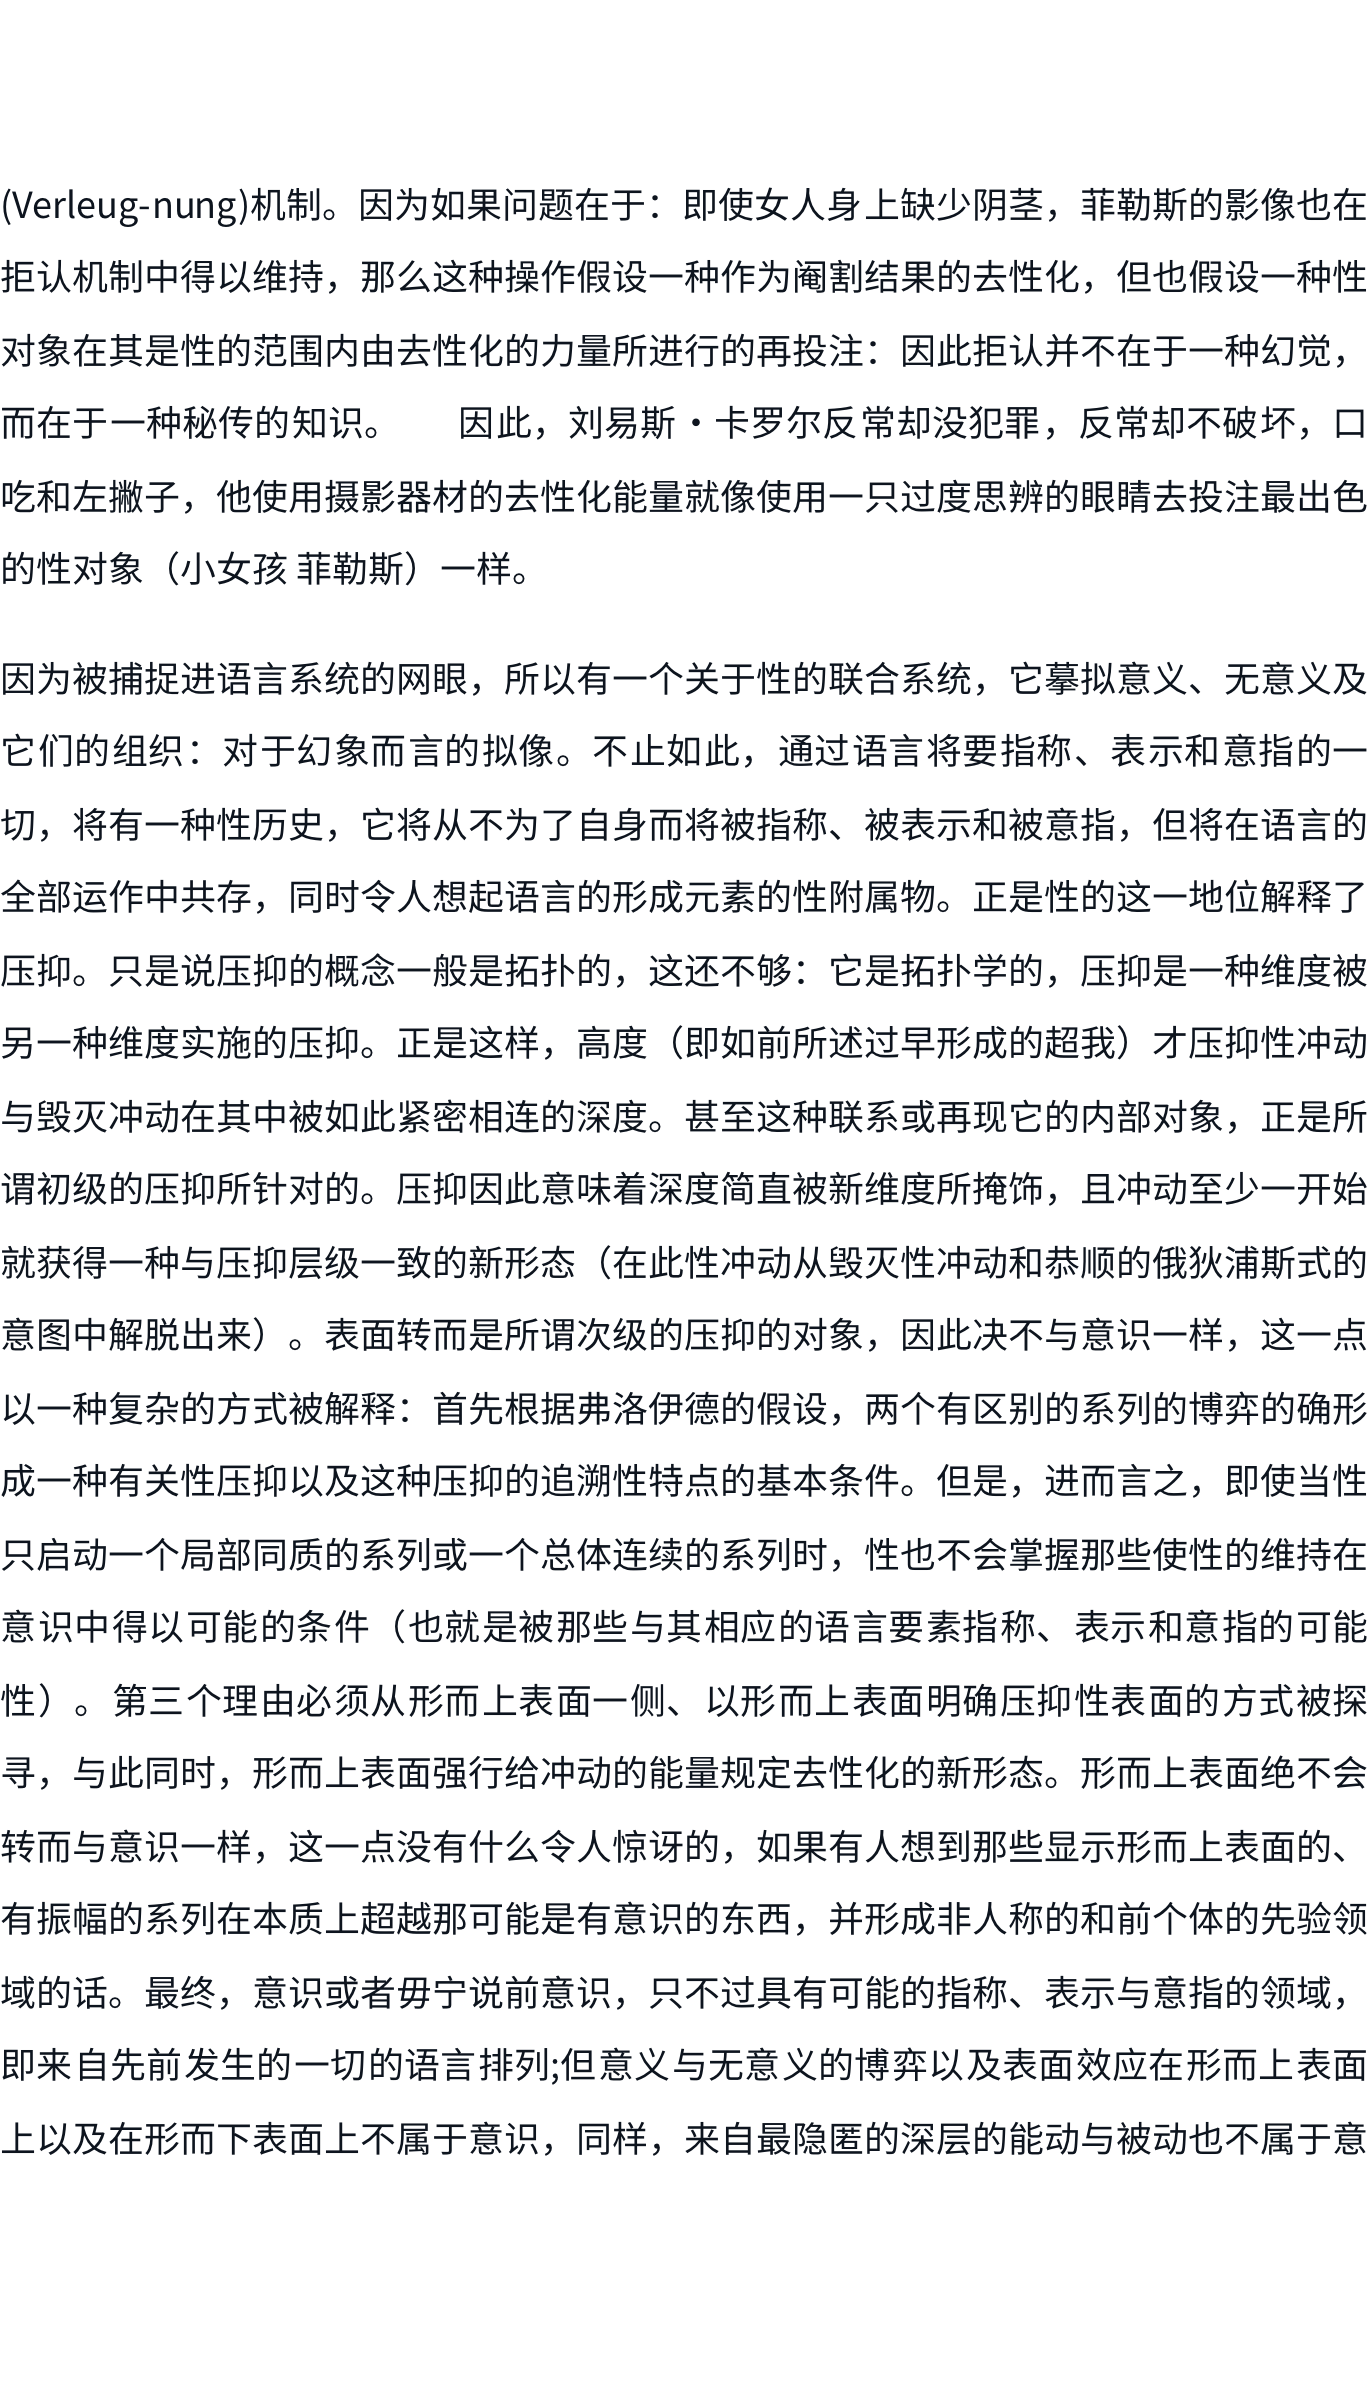 (Verleug-nung)机制。因为如果问题在于：即使女人身上缺少阴茎，菲勒斯的影像也在
拒认机制中得以维持，那么这种操作假设一种作为阉割结果的去性化，但也假设一种性
对象在其是性的范围内由去性化的力量所进行的再投注：因此拒认并不在于一种幻觉，
而在于一种秘传的知识。　　因此，刘易斯·卡罗尔反常却没犯罪，反常却不破坏，口
吃和左撇子，他使用摄影器材的去性化能量就像使用一只过度思辨的眼睛去投注最出色
的性对象（小女孩 菲勒斯）一样。
因为被捕捉进语言系统的网眼，所以有一个关于性的联合系统，它摹拟意义、无意义及
它们的组织：对于幻象而言的拟像。不止如此，通过语言将要指称、表示和意指的一
切，将有一种性历史，它将从不为了自身而将被指称、被表示和被意指，但将在语言的
全部运作中共存，同时令人想起语言的形成元素的性附属物。正是性的这一地位解释了
压抑。只是说压抑的概念一般是拓扑的，这还不够：它是拓扑学的，压抑是一种维度被
另一种维度实施的压抑。正是这样，高度（即如前所述过早形成的超我）才压抑性冲动
与毁灭冲动在其中被如此紧密相连的深度。甚至这种联系或再现它的内部对象，正是所
谓初级的压抑所针对的。压抑因此意味着深度简直被新维度所掩饰，且冲动至少一开始
就获得一种与压抑层级一致的新形态（在此性冲动从毁灭性冲动和恭顺的俄狄浦斯式的
意图中解脱出来）。表面转而是所谓次级的压抑的对象，因此决不与意识一样，这一点
以一种复杂的方式被解释：首先根据弗洛伊德的假设，两个有区别的系列的博弈的确形
成一种有关性压抑以及这种压抑的追溯性特点的基本条件。但是，进而言之，即使当性
只启动一个局部同质的系列或一个总体连续的系列时，性也不会掌握那些使性的维持在
意识中得以可能的条件（也就是被那些与其相应的语言要素指称、表示和意指的可能
性）。第三个理由必须从形而上表面一侧、以形而上表面明确压抑性表面的方式被探
寻，与此同时，形而上表面强行给冲动的能量规定去性化的新形态。形而上表面绝不会
转而与意识一样，这一点没有什么令人惊讶的，如果有人想到那些显示形而上表面的、
有振幅的系列在本质上超越那可能是有意识的东西，并形成非人称的和前个体的先验领
域的话。最终，意识或者毋宁说前意识，只不过具有可能的指称、表示与意指的领域，
即来自先前发生的一切的语言排列;但意义与无意义的博弈以及表面效应在形而上表面
上以及在形而下表面上不属于意识，同样，来自最隐匿的深层的能动与被动也不属于意